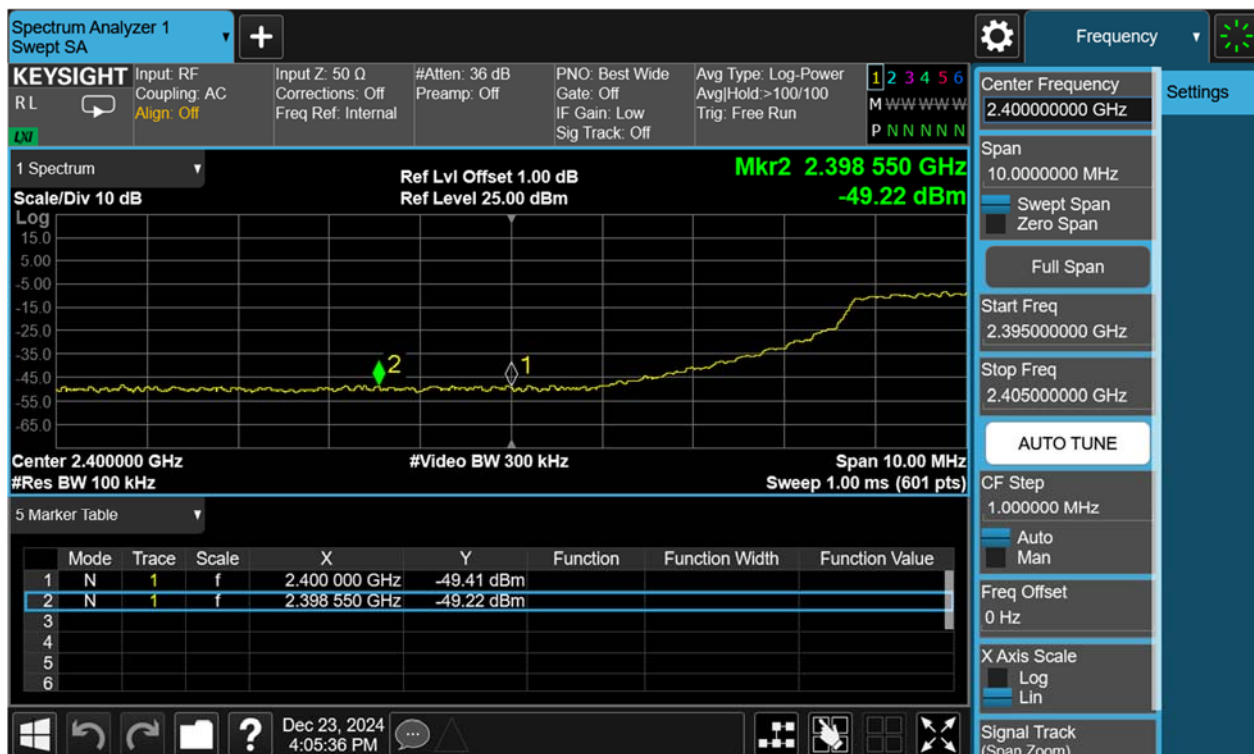 Spectrum Analyzer 1
Swept SA
+
Frequency
KEYSIGHT
R L
LXI
Input: RF
Coupling: AC
Align: Off
Input Z: 50 Ω
Corrections: Off
Freq Ref: Internal
#Atten: 36 dB
Preamp: Off
PNO: Best Wide
Gate: Off
IF Gain: Low
Sig Track: Off
Avg Type: Log-Power
Avg|Hold:>100/100
Trig: Free Run
1 2 3 4 5 6
M W W W W W
P N N N N N
1 Spectrum
Scale/Div 10 dB
Ref Lvl Offset 1.00 dB
Ref Level 25.00 dBm
Mkr2 2.398 550 GHz
-49.22 dBm
Log
15.0
5.00
-5.00
-15.0
-25.0
-35.0
-45.0
-55.0
-65.0
2
1
Center 2.400000 GHz
#Res BW 100 kHz
#Video BW 300 kHz
Span 10.00 MHz
Sweep 1.00 ms (601 pts)
5 Marker Table
Mode Trace Scale X Y Function Function Width Function Value
1 N 1 f 2.400 000 GHz -49.41 dBm
2 N 1 f 2.398 550 GHz -49.22 dBm
3
4
5
6
Dec 23, 2024
4:05:36 PM
Center Frequency
2.400000000 GHz
Span
10.0000000 MHz
Swept Span
Zero Span
Full Span
Start Freq
2.395000000 GHz
Stop Freq
2.405000000 GHz
AUTO TUNE
CF Step
1.000000 MHz
Auto
Man
Freq Offset
0 Hz
X Axis Scale
Log
Lin
Signal Track
(Span Zoom)
Settings